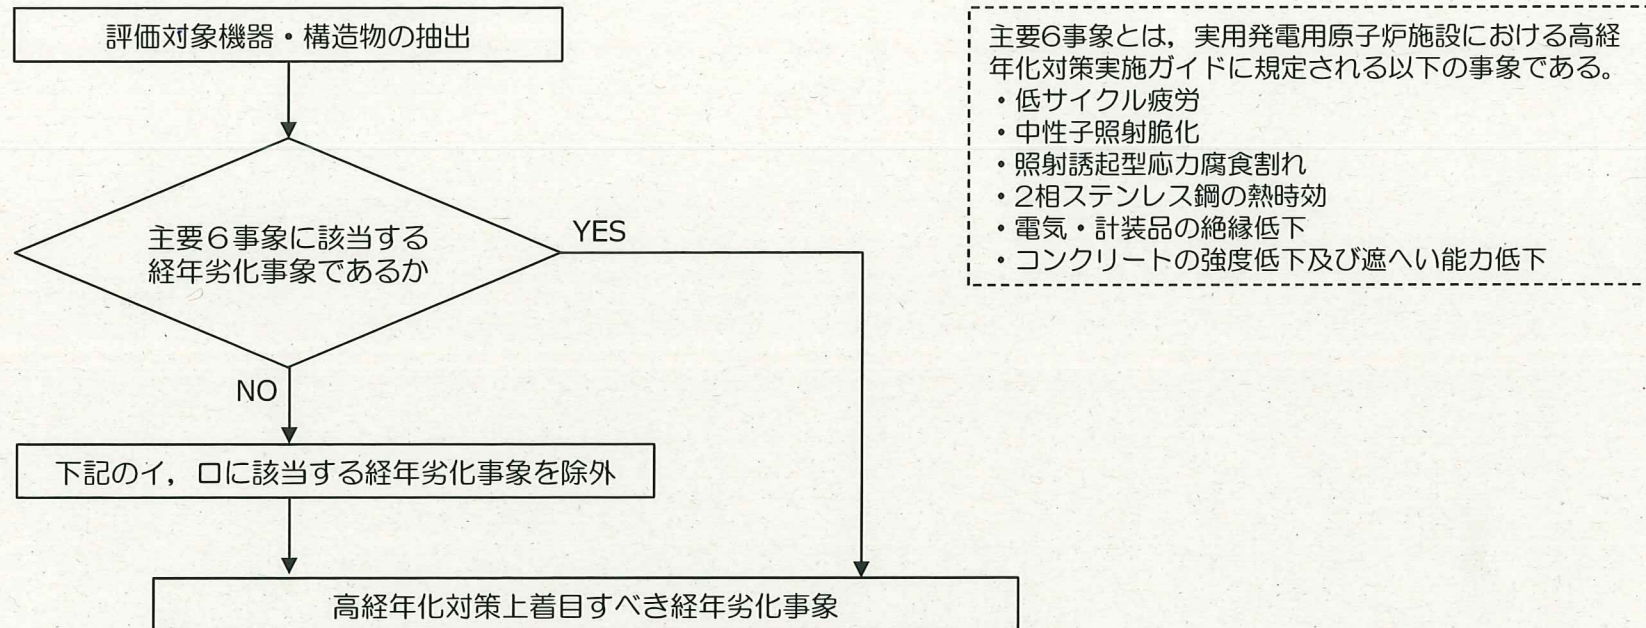 評価対象機器・構造物の抽出
主要6事象とは，実用発電用原子炉施設における高経
年化対策実施ガイドに規定される以下の事象である。
・低サイクル疲労
・中性子照射脆化
・照射誘起型応力腐食割れ
・2相ステンレス鋼の熱時効
・電気・計装品の絶縁低下
・コンクリートの強度低下及び遮へい能力低下
主要６事象に該当する
経年劣化事象であるか
YES
NO
下記のイ，ロに該当する経年劣化事象を除外
高経年化対策上着目すべき経年劣化事象